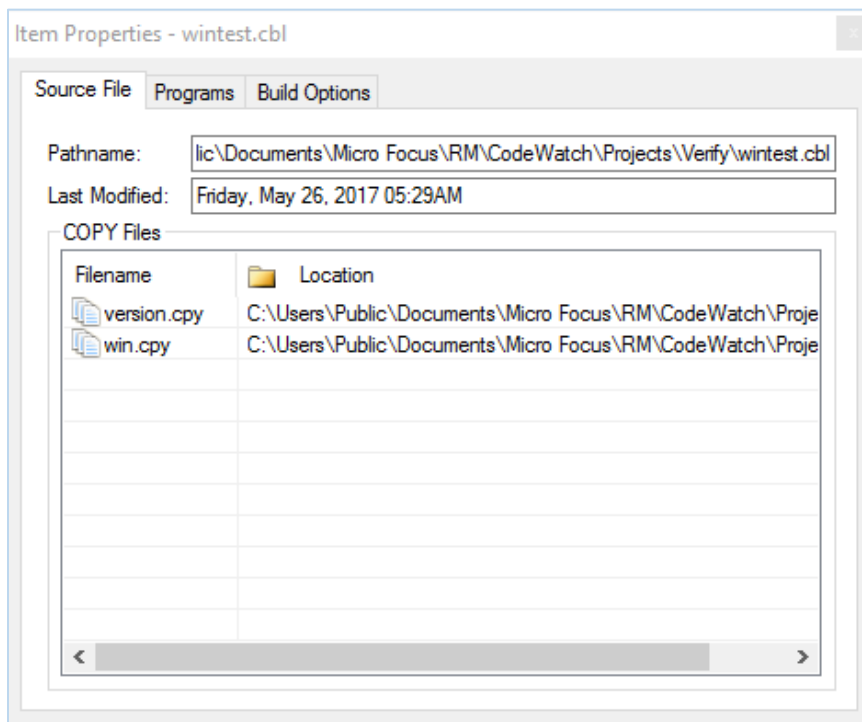 Item Properties - wintest.cbl
x
Source File Programs Build Options
Pathname: lic\Documents\Micro Focus\RM\CodeWatch\Projects\Verify\wintest.cbl
Last Modified: Friday, May 26, 2017 05:29AM
COPY Files
Filename Location
version.cpy C:\Users\Public\Documents\Micro Focus\RM\CodeWatch\Proje
win.cpy C:\Users\Public\Documents\Micro Focus\RM\CodeWatch\Proje